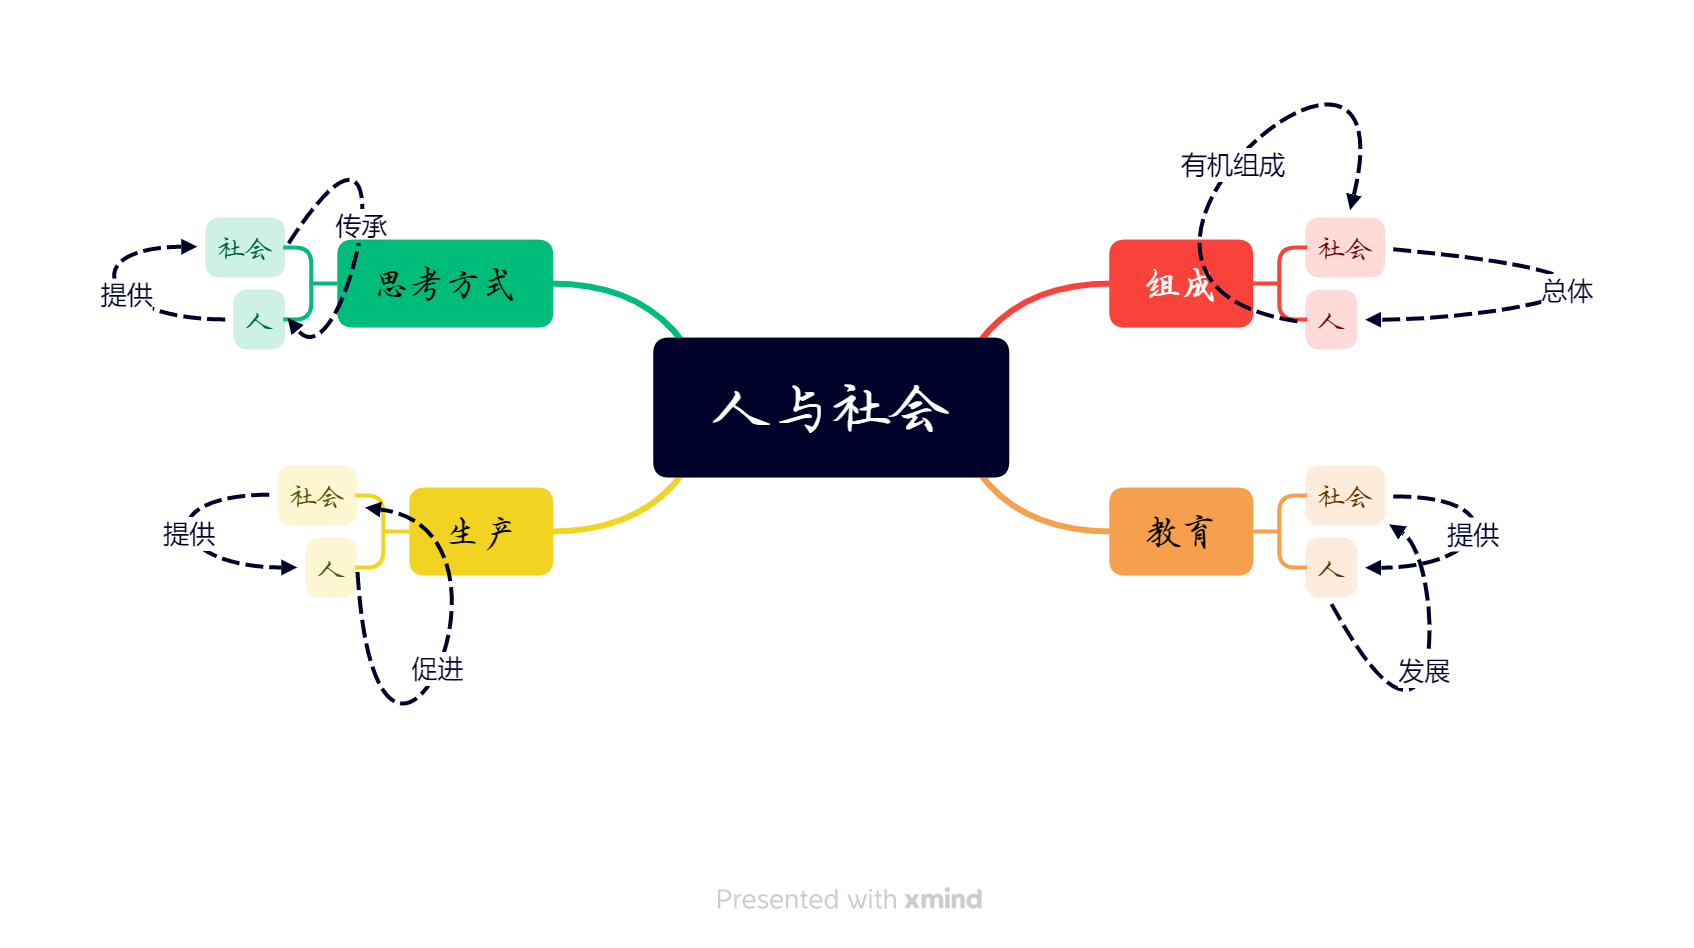 人与社会
组成
社会
人
有机组成
总体
教育
社会
人
提供
发展
生产
社会
人
提供
促进
思考方式
社会
人
传承
提供
Presented with xmind